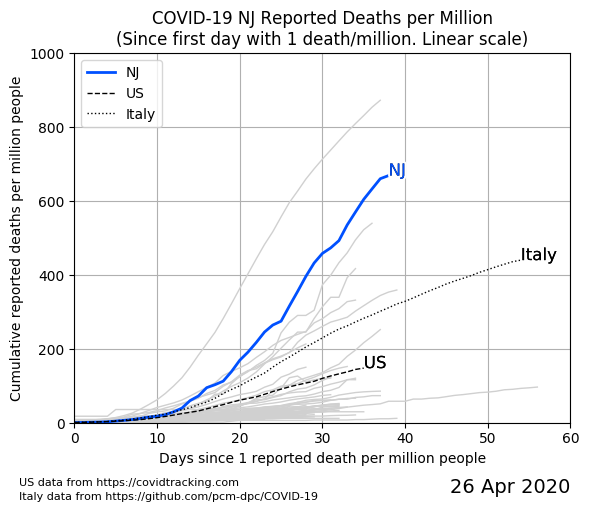 COVID-19 NJ Reported Deaths per Million
(Since first day with 1 death/million. Linear scale)
Cumulative reported deaths per million people
1000
800
600
400
200
0
NJ
US
Italy
NJ
Italy
US
0 10 20 30 40 50 60
Days since 1 reported death per million people
US data from https://covidtracking.com
Italy data from https://github.com/pcm-dpc/COVID-19
26 Apr 2020